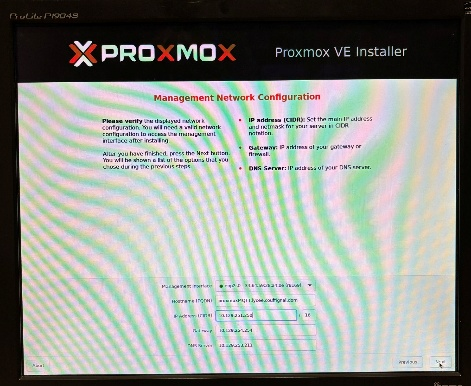 ProLite P1904S
PROXMOX
Proxmox VE Installer
Management Network Configuration
Please verify the displayed network
configuration. You will need a valid network
configuration to access the management
interface after installing.
After you have finished, press the Next button.
You will be shown a list of the options that you
chose during the previous steps.
• IP address (CIDR): Set the main IP address
and netmask for your server in CIDR
notation.
• Gateway: IP address of your gateway or
firewall.
• DNS Server: IP address of your DNS server.
Management Interface
Hostname (FQDN)
IP address (CIDR)
/ 16
Gateway
DNS Server
Abort
Previous
Next